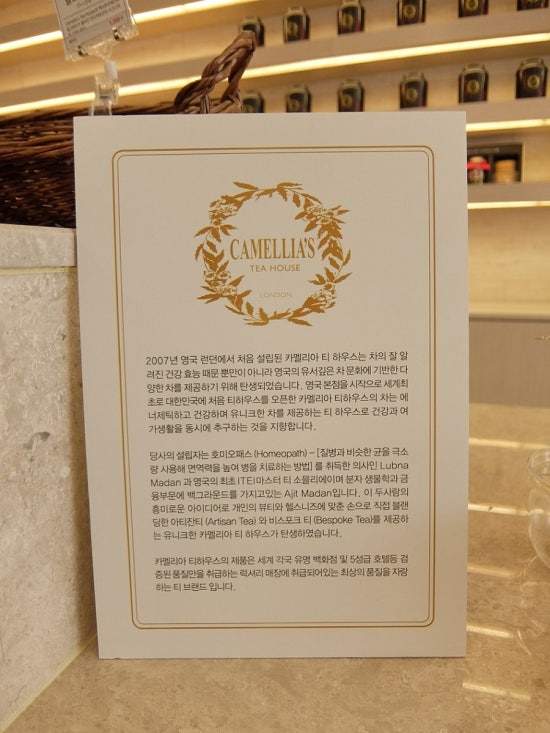 CAMELLIA'S
TEA HOUSE
LONDON
2007년 영국 런던에서 처음 설립된 카멜리아 티 하우스는 차의 잘 알
려진 건강 효능 때문 뿐만이 아니라 영국의 유서깊은 차 문화에 기반한 다
양한 차를 제공하기 위해 탄생되었습니다. 영국 본점을 시작으로 세계최
초로 대한민국에 처음 티하우스를 오픈한 카멜리아 티하우스의 차는 에
너제틱하고 건강하며 유니크한 차를 제공하는 티 하우스로 건강과 여
가생활을 동시에 추구하는 것을 지향합니다.
당사의 설립자는 호미오패스 (Homeopath) – [질병과 비슷한 균을 극소
량 사용해 면역력을 높여 병을 치료하는 방법] 를 취득한 의사인 Lubna
Madan 과 영국의 최초 ITEI마스터 티 소믈리에이며 분자 생물학과 금
융부문에 백그라운드를 가지고있는 Ajit Madan입니다. 이 두사람의
흥미로운 아이디어로 개인의 뷰티와 헬스니즈에 맞춘 손으로 직접 블랜
딩한 아티잔티 (Artisan Tea) 와 비스포크 티 (Bespoke Tea)를 제공하
는 유니크한 카멜리아 티 하우스가 탄생하였습니다.
카멜리아 티하우스의 제품은 세계 각국 유명 백화점 및 5성급 호텔등 검
증된 품질만을 취급하는 럭셔리 매장에 취급되어있는 최상의 품질을 자랑
하는 티 브랜드 입니다.